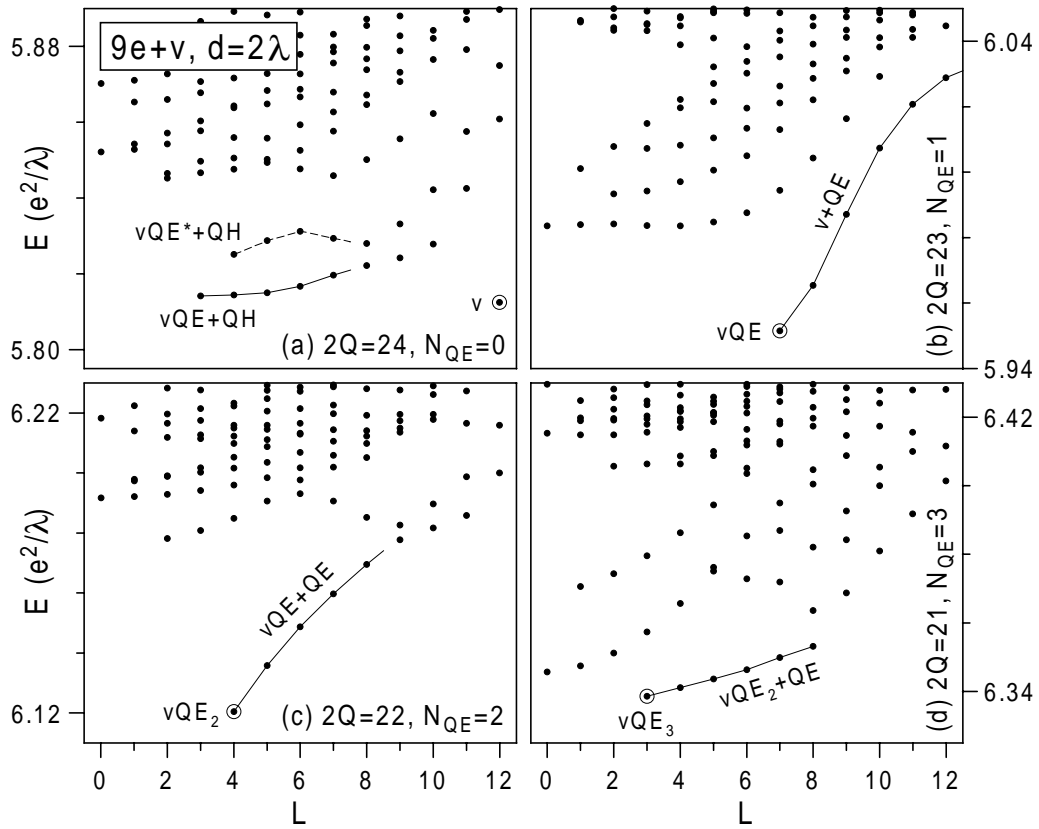 9e+v, d=2λ
5.88
5.80
E (e²/λ)
vQE*+QH
vQE+QH
v
(a) 2Q=24, N_QE=0
6.04
5.94
v+QE
vQE
(b) 2Q=23, N_QE=1
6.22
6.12
E (e²/λ)
vQE+QE
vQE₂
(c) 2Q=22, N_QE=2
0 2 4 6 8 10 12
L
6.42
6.34
vQE₂+QE
vQE₃
(d) 2Q=21, N_QE=3
0 2 4 6 8 10 12
L